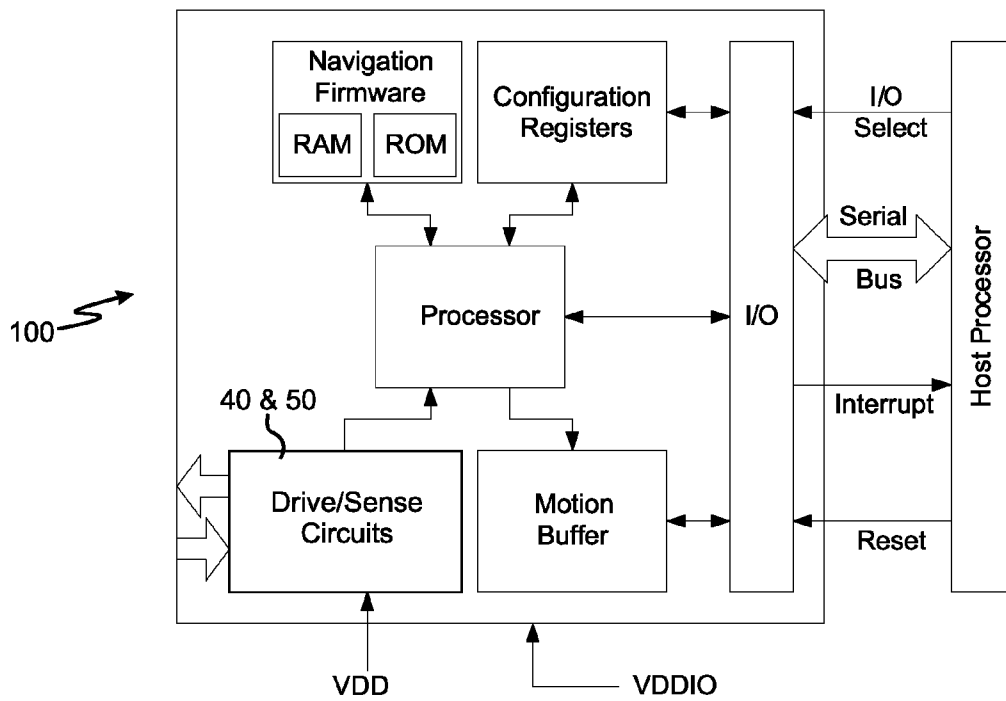 Navigation
Firmware
RAM
ROM
Configuration
Registers
I/O
Select
Serial
Bus
Processor
I/O
Host Processor
100
40 & 50
Interrupt
Drive/Sense
Circuits
Motion
Buffer
Reset
VDD
VDDIO